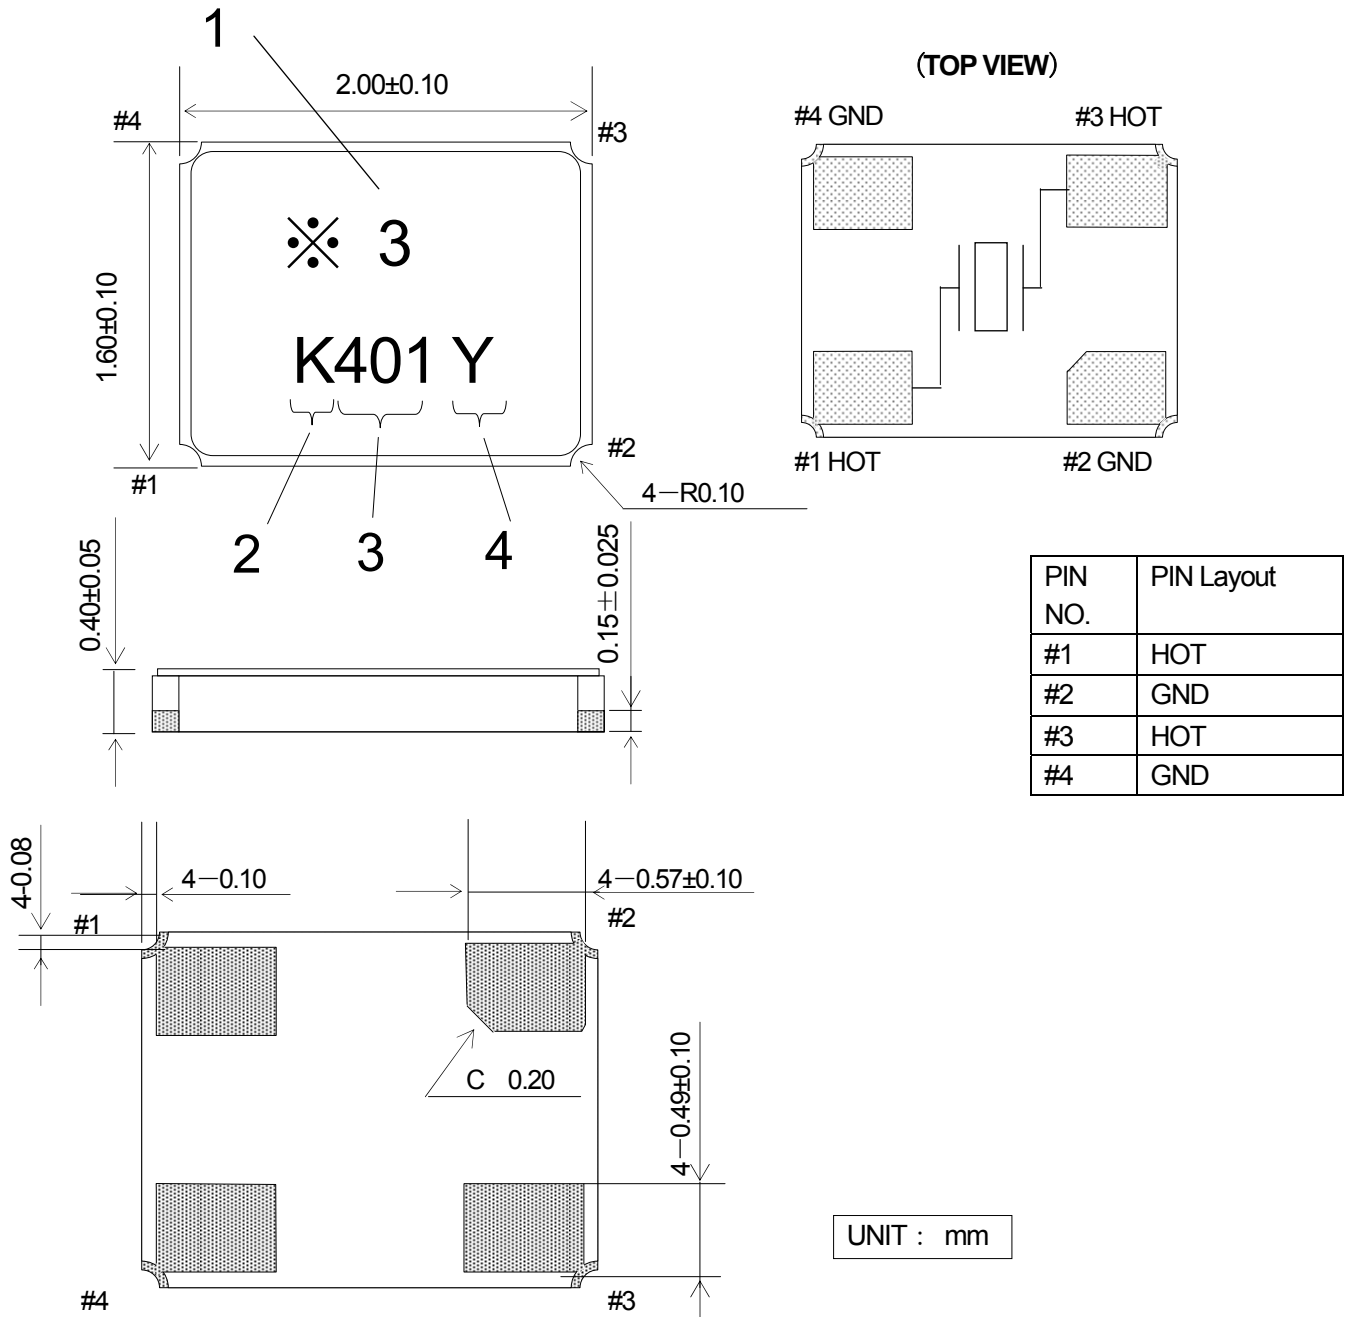 1
2.00±0.10
#4
#3
1.60±0.10
※ 3
K401 Y
#2
#1
4－R0.10
2
3
4
(TOP VIEW)
#4 GND
#3 HOT
#1 HOT
#2 GND
0.40±0.05
0.15±0.025
PIN NO.
PIN Layout
#1 HOT
#2 GND
#3 HOT
#4 GND
4-0.08
4－0.10
4－0.57±0.10
#1
#2
C 0.20
4－0.49±0.10
#4
#3
UNIT : mm